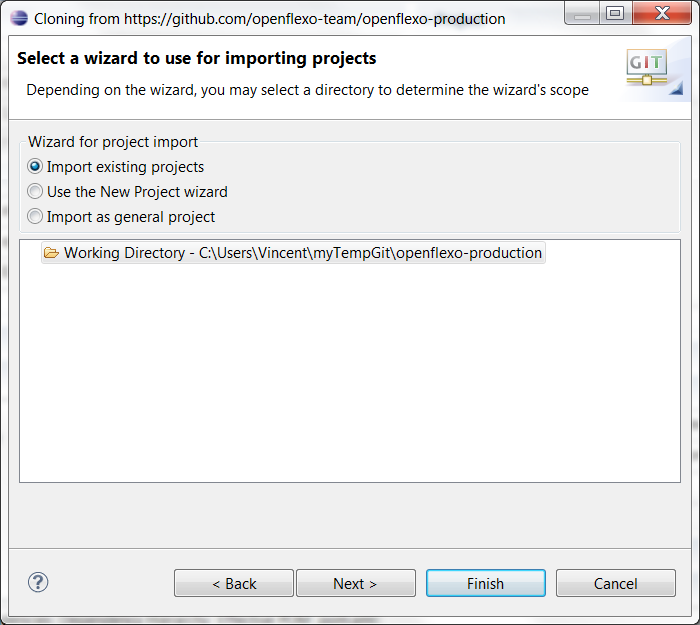 Cloning from https://github.com/openflexo-team/openflexo-production
Select a wizard to use for importing projects
Depending on the wizard, you may select a directory to determine the wizard's scope
GIT
Wizard for project import
Import existing projects
Use the New Project wizard
Import as general project
Working Directory - C:\Users\Vincent\myTempGit\openflexo-production
?
< Back
Next >
Finish
Cancel